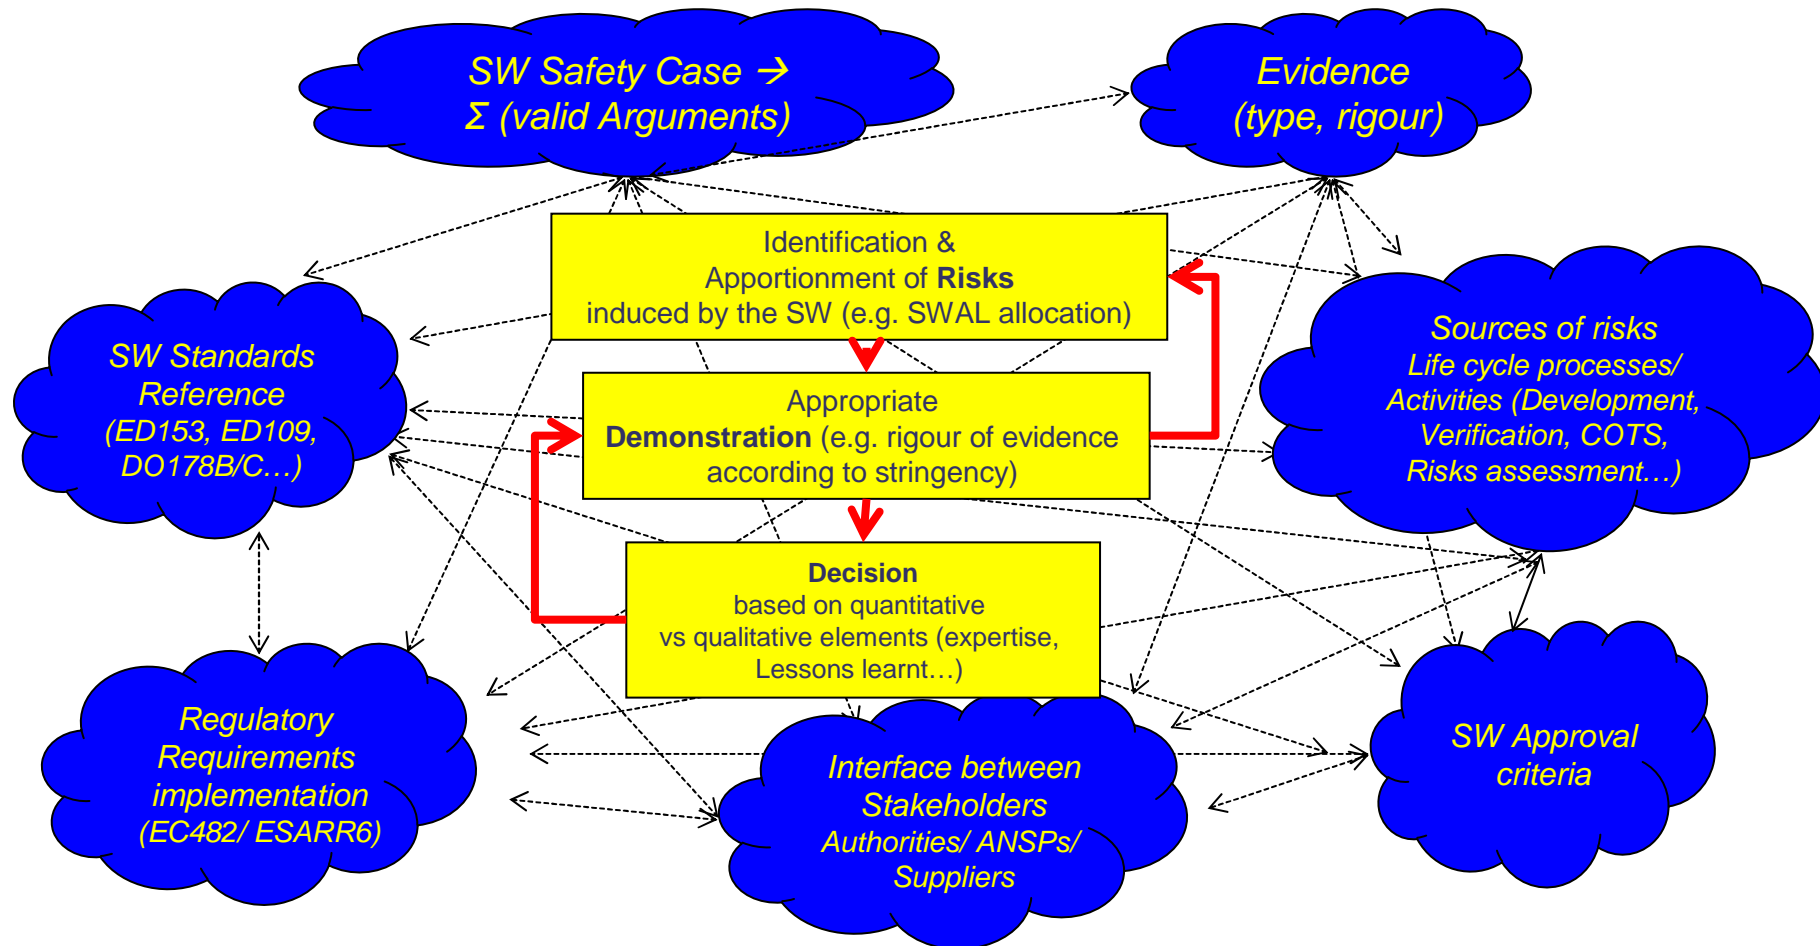 SW Safety Case →
Σ (valid Arguments)
Evidence
(type, rigour)
Identification &
Apportionment of Risks
induced by the SW (e.g. SWAL allocation)
SW Standards
Reference
(ED153, ED109,
DO178B/C…)
Sources of risks
Life cycle processes/
Activities (Development,
Verification, COTS,
Risks assessment…)
Appropriate
Demonstration (e.g. rigour of evidence
according to stringency)
Decision
based on quantitative
vs qualitative elements (expertise,
Lessons learnt…)
Regulatory
Requirements
implementation
(EC482/ ESARR6)
Interface between
Stakeholders
Authorities/ ANSPs/
Suppliers
SW Approval
criteria